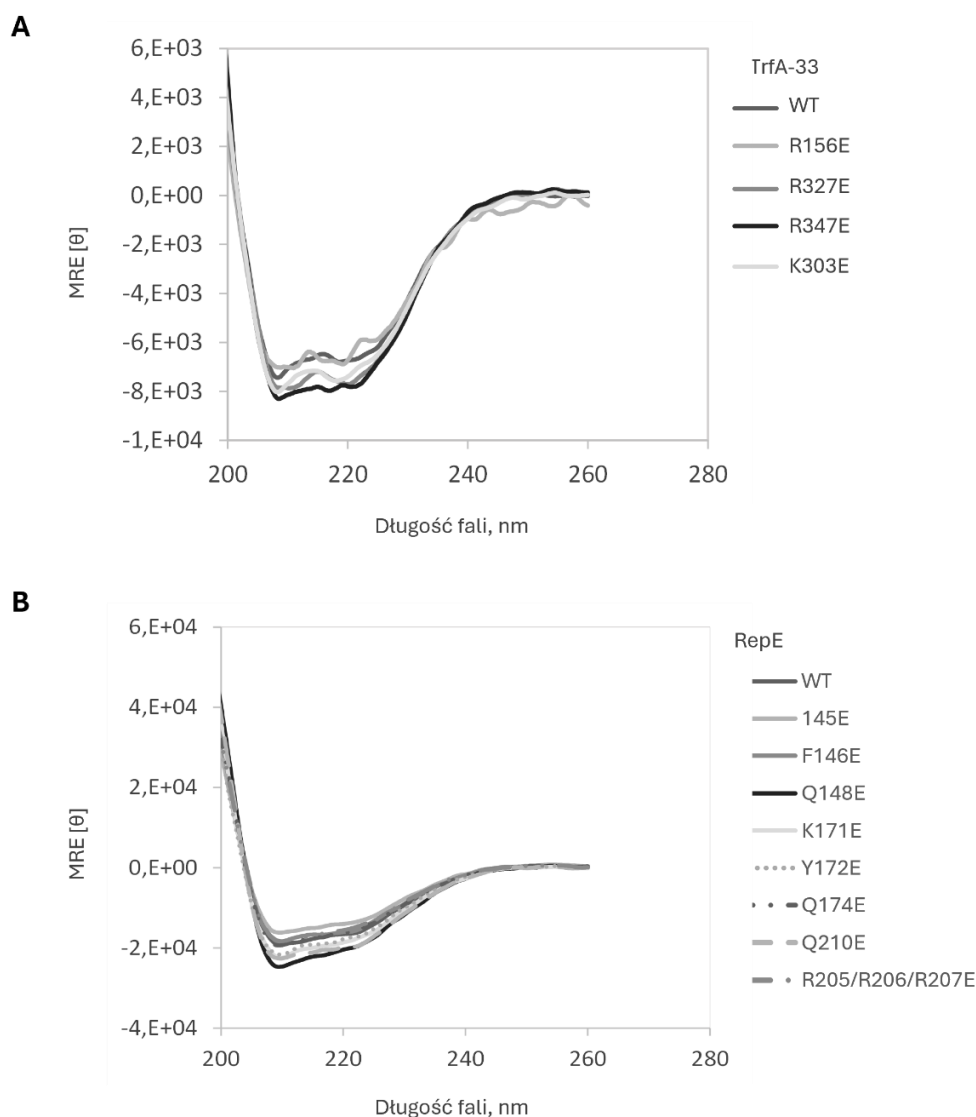 A
6,E+03
4,E+03
2,E+03
0,E+00
-2,E+03
-4,E+03
-6,E+03
-8,E+03
-1,E+04
200 220 240 260 280
MRE [θ]
Długość fali, nm
TrfA-33
WT
R156E
R327E
R347E
K303E
B
6,E+04
4,E+04
2,E+04
0,E+00
-2,E+04
-4,E+04
200 220 240 260 280
MRE [θ]
Długość fali, nm
RepE
WT
145E
F146E
Q148E
K171E
Y172E
Q174E
Q210E
R205/R206/R207E